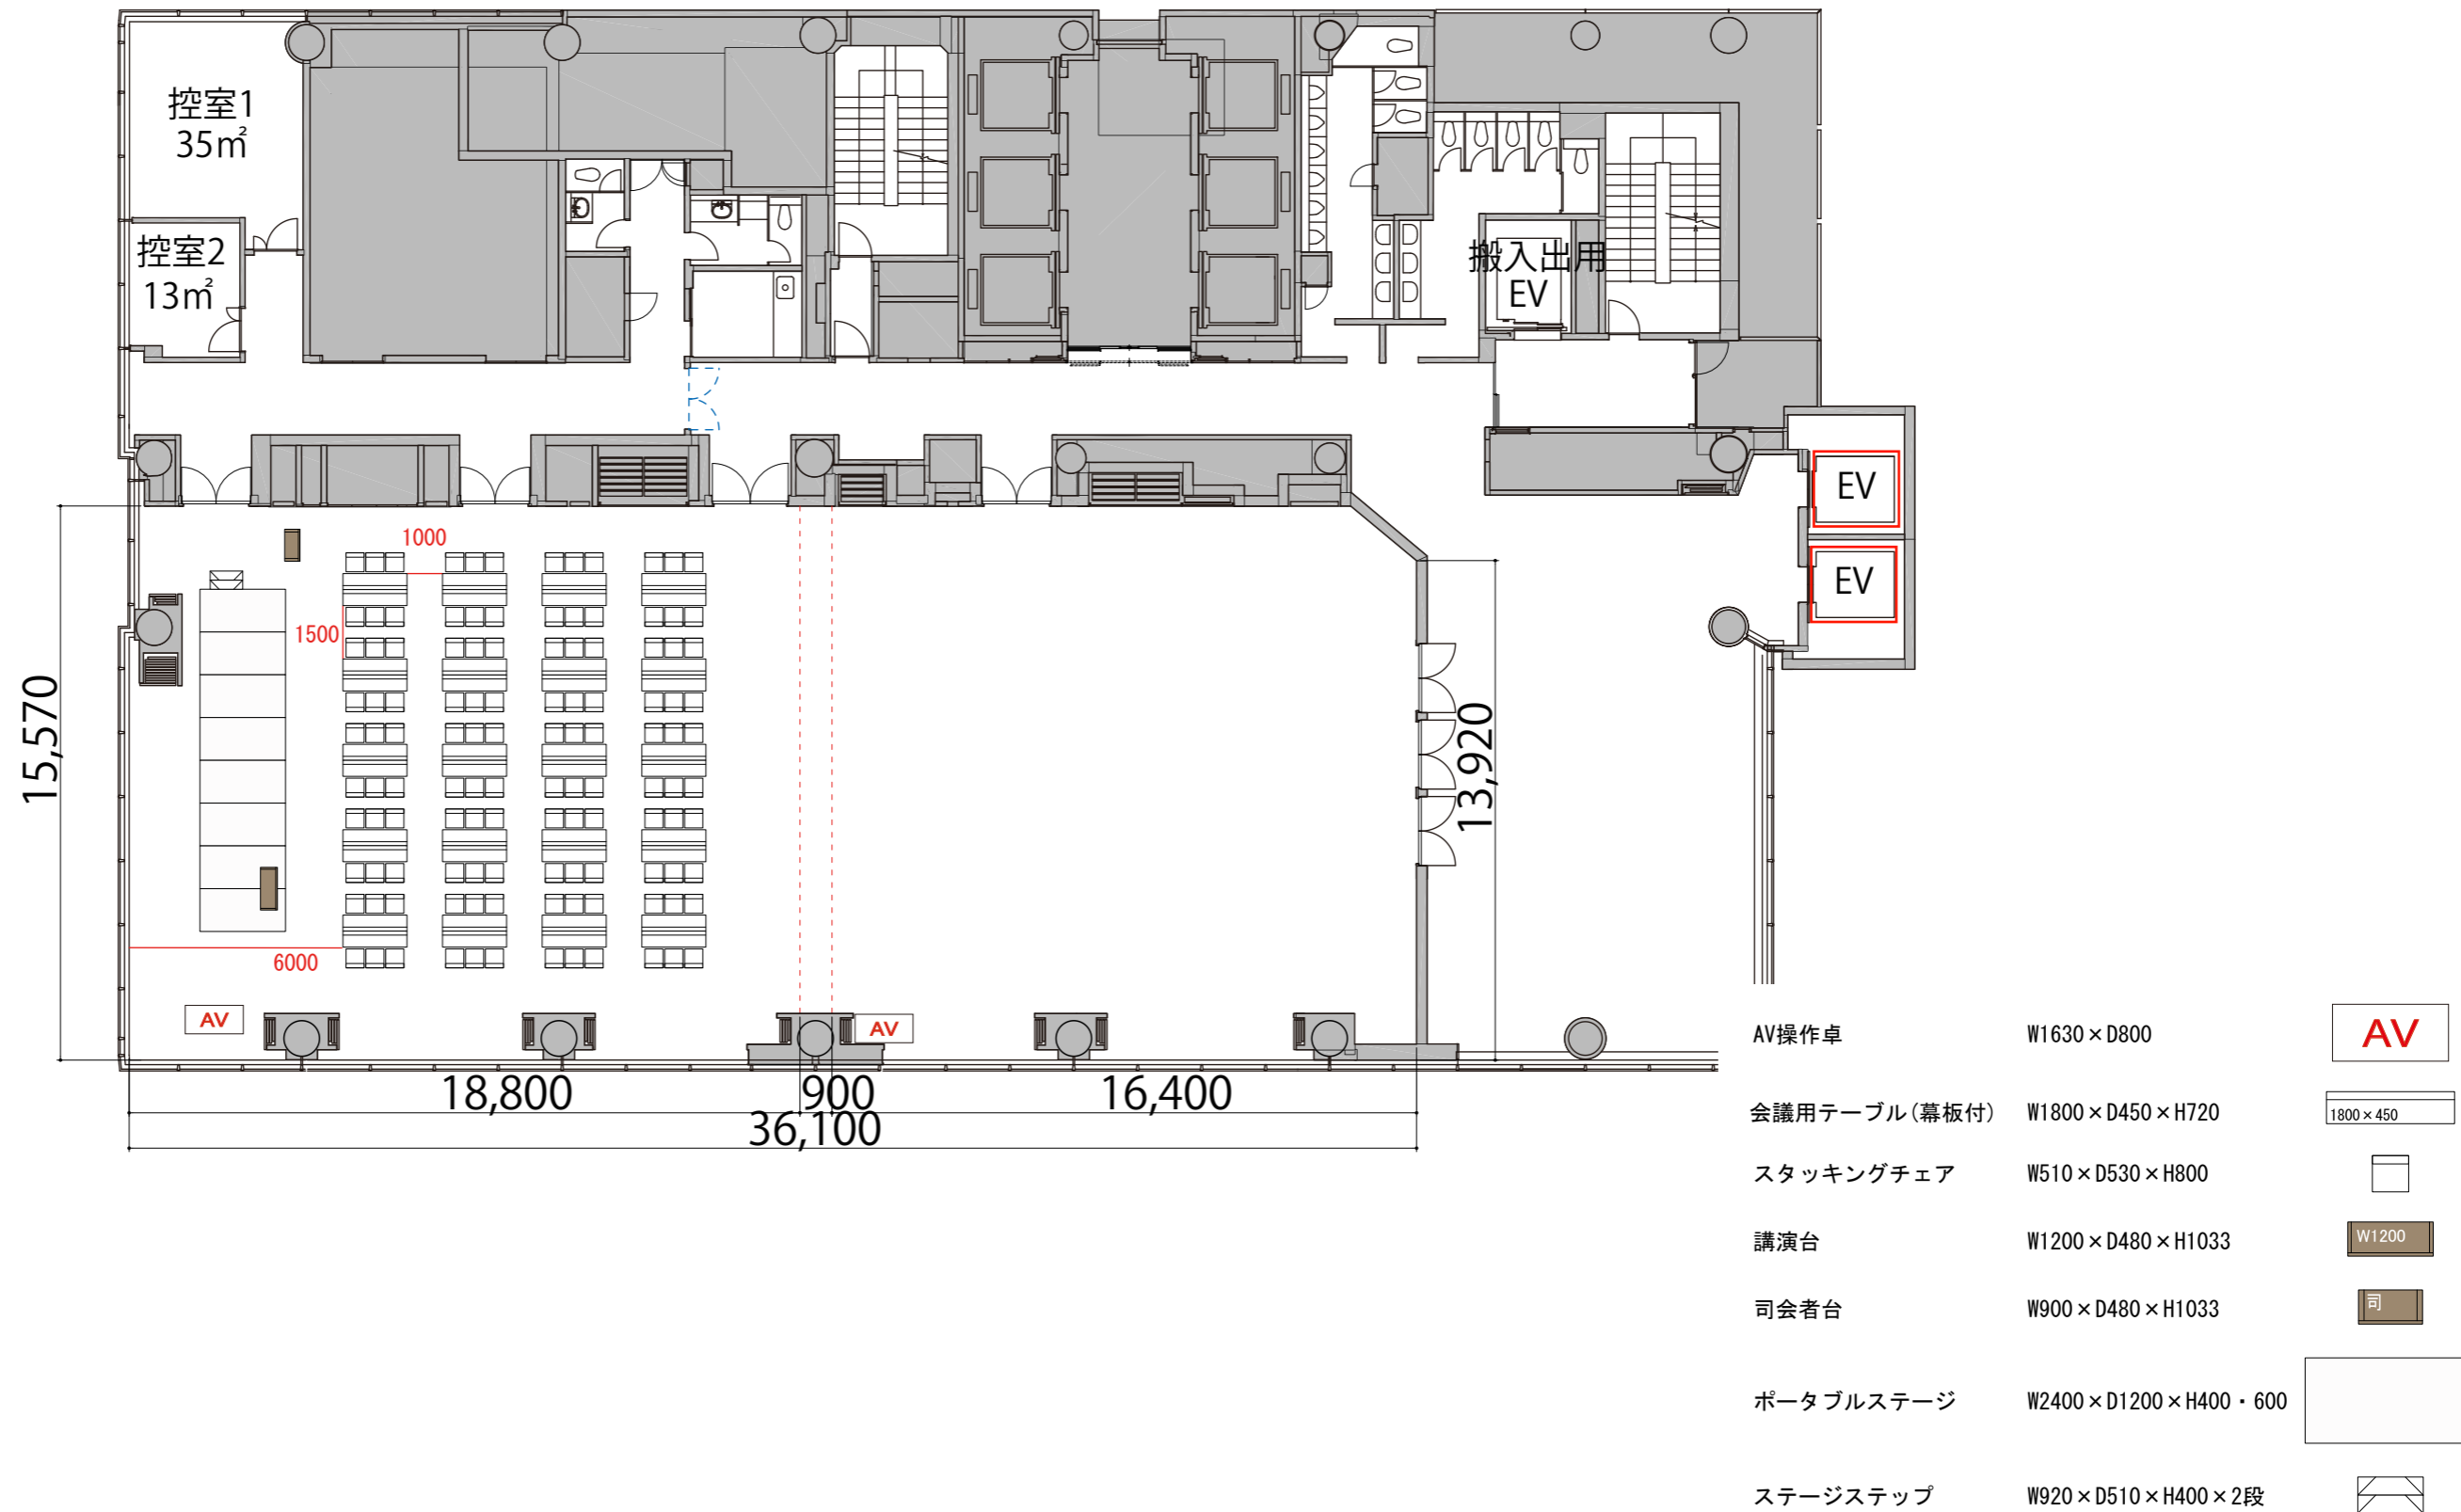 控室1
35㎡
控室2
13㎡
搬入出用
EV
EV
EV
1000
1500
6000
15,570
13,920
AV
AV
18,800
900
16,400
36,100
AV操作卓 W1630×D800 AV
会議用テーブル(幕板付) W1800×D450×H720 1800×450
スタッキングチェア W510×D530×H800
講演台 W1200×D480×H1033 W1200
司会者台 W900×D480×H1033 司
ポータブルステージ W2400×D1200×H400・600
ステージステップ W920×D510×H400×2段